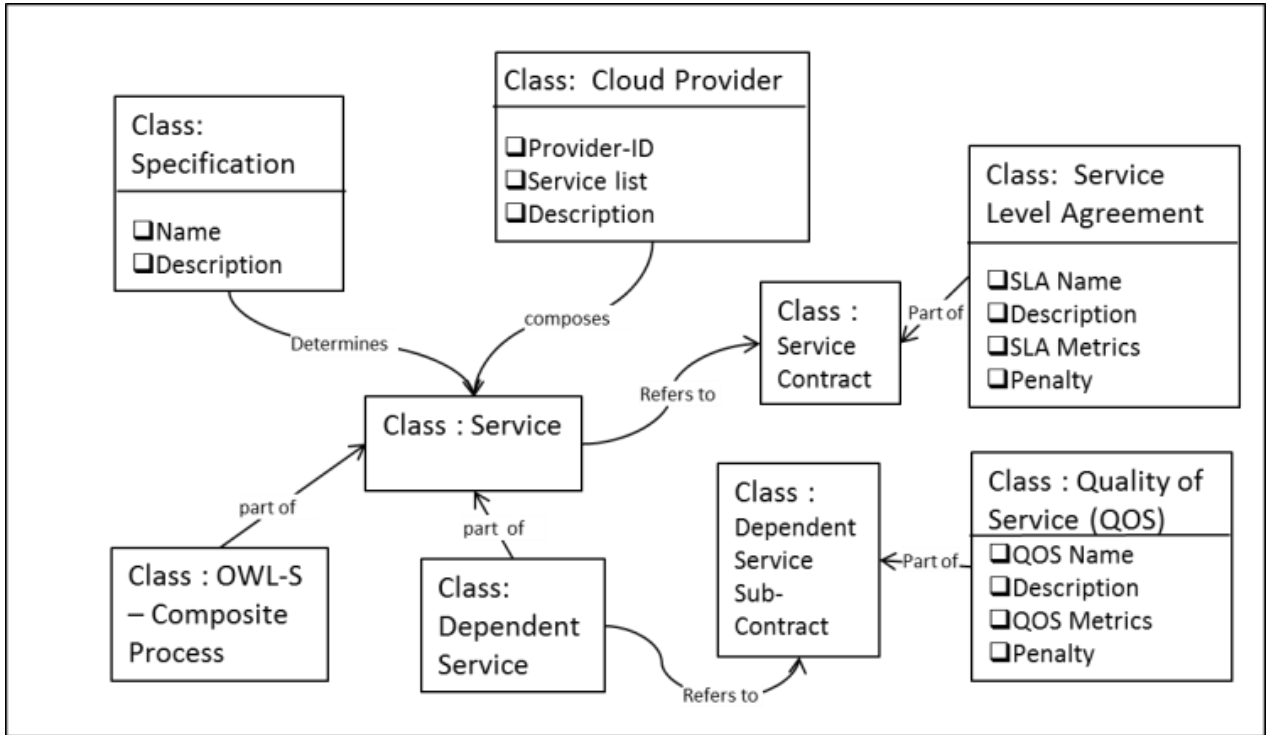 Class:
Specification
❑Name
❑Description
Class: Cloud Provider
❑Provider-ID
❑Service list
❑Description
Class: Service
Level Agreement
❑SLA Name
❑Description
❑SLA Metrics
❑Penalty
Class :
Service
Contract
Part of
Determines
composes
Refers to
Class : Service
part of
part of
Class : OWL-S
– Composite
Process
Class:
Dependent
Service
Refers to
Class :
Dependent
Service
Sub-
Contract
Part of
Class : Quality of
Service (QOS)
❑QOS Name
❑Description
❑QOS Metrics
❑Penalty